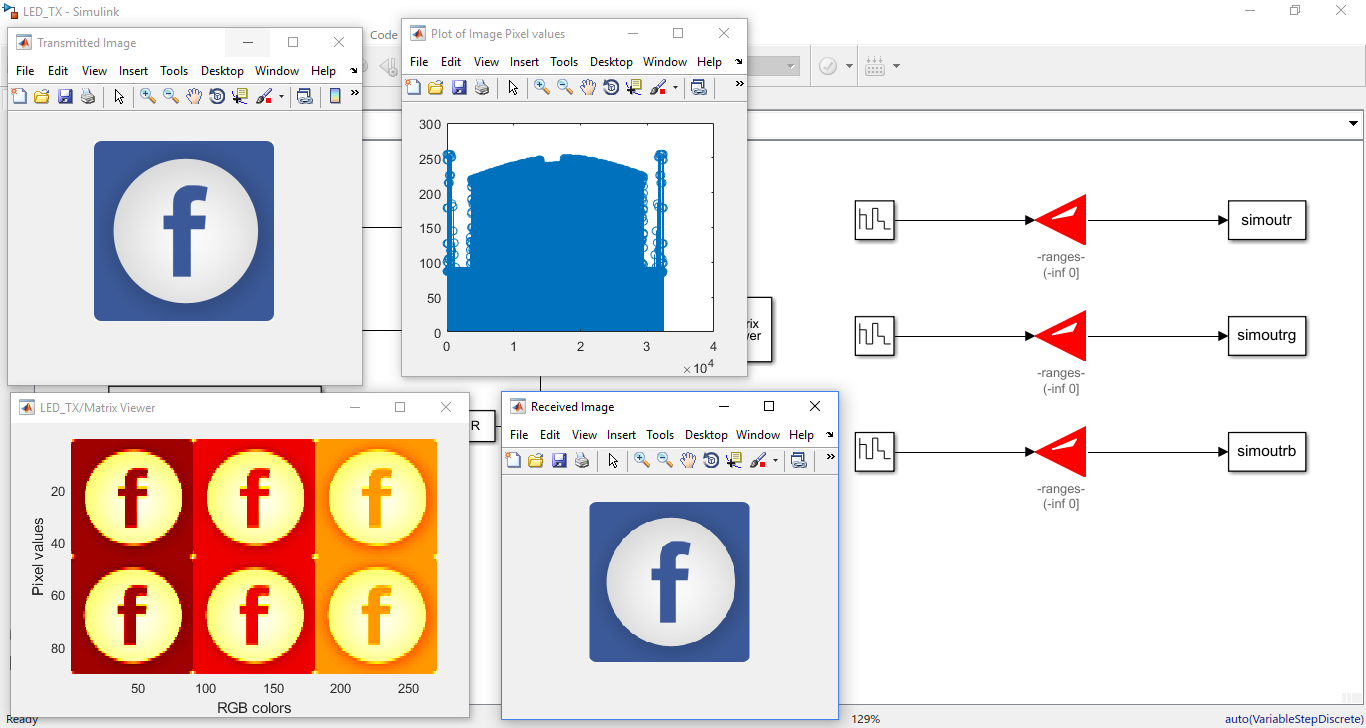 LED_TX - Simulink
Code
Transmitted Image
File Edit View Insert Tools Desktop Window Help
f
Plot of Image Pixel values
File Edit View Insert Tools Desktop Window Help
300
250
200
150
100
50
0
0 1 2 3 4
×10^4
simoutr
-ranges-
(-inf 0]
simoutrg
-ranges-
(-inf 0]
simoutrb
-ranges-
(-inf 0]
R
LED_TX/Matrix Viewer
f f f
f f f
20
40
60
80
Pixel values
50 100 150 200 250
RGB colors
Received Image
File Edit View Insert Tools Desktop Window Help
f
Ready
129%
auto(VariableStepDiscrete)